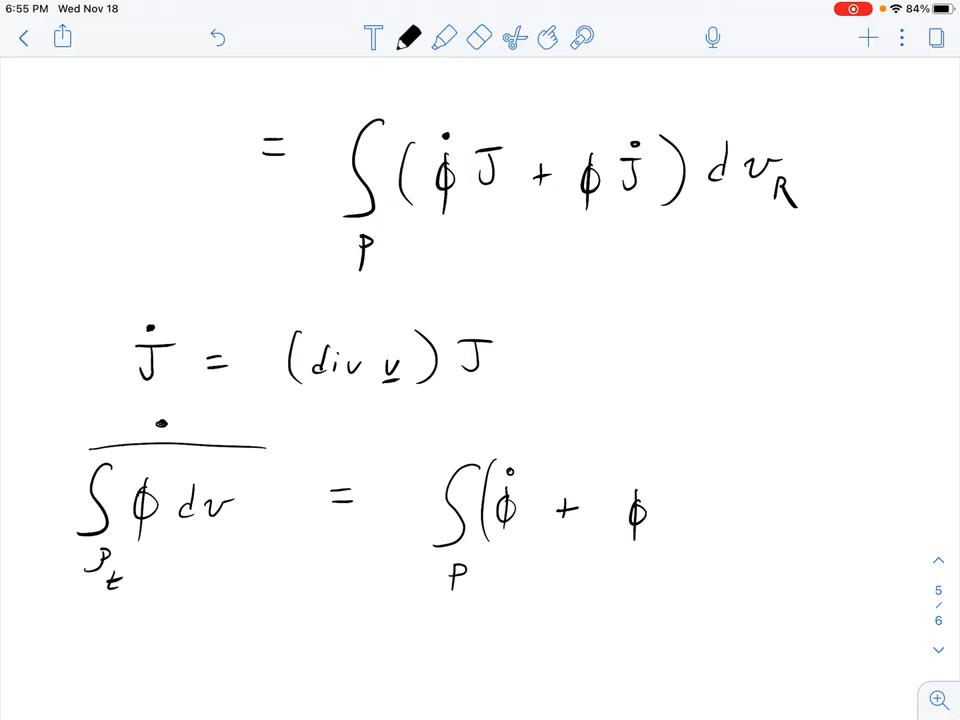 6:55 PM Wed Nov 18 84%
= ∫_P (φ̇ J + φ J̇) dv_R
J̇ = (div v̲) J
˙
‾∫_{𝒫_t} φ dv‾ = ∫_P (φ̇ + φ
5
/
6